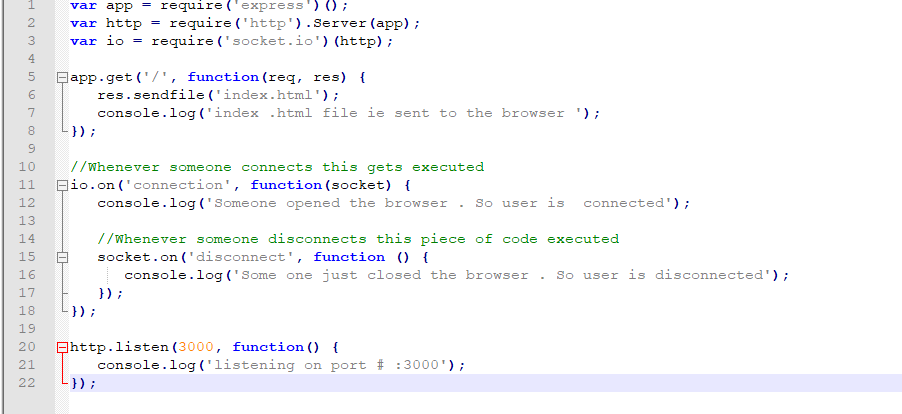 1 var app = require('express')();
2 var http = require('http').Server(app);
3 var io = require('socket.io')(http);
4
5 app.get('/', function(req, res) {
6    res.sendfile('index.html');
7    console.log('index .html file ie sent to the browser ');
8 });
9
10 //Whenever someone connects this gets executed
11 io.on('connection', function(socket) {
12    console.log('Someone opened the browser . So user is  connected');
13
14    //Whenever someone disconnects this piece of code executed
15    socket.on('disconnect', function () {
16       console.log('Some one just closed the browser . So user is disconnected');
17    });
18 });
19
20 http.listen(3000, function() {
21    console.log('listening on port # :3000');
22 });